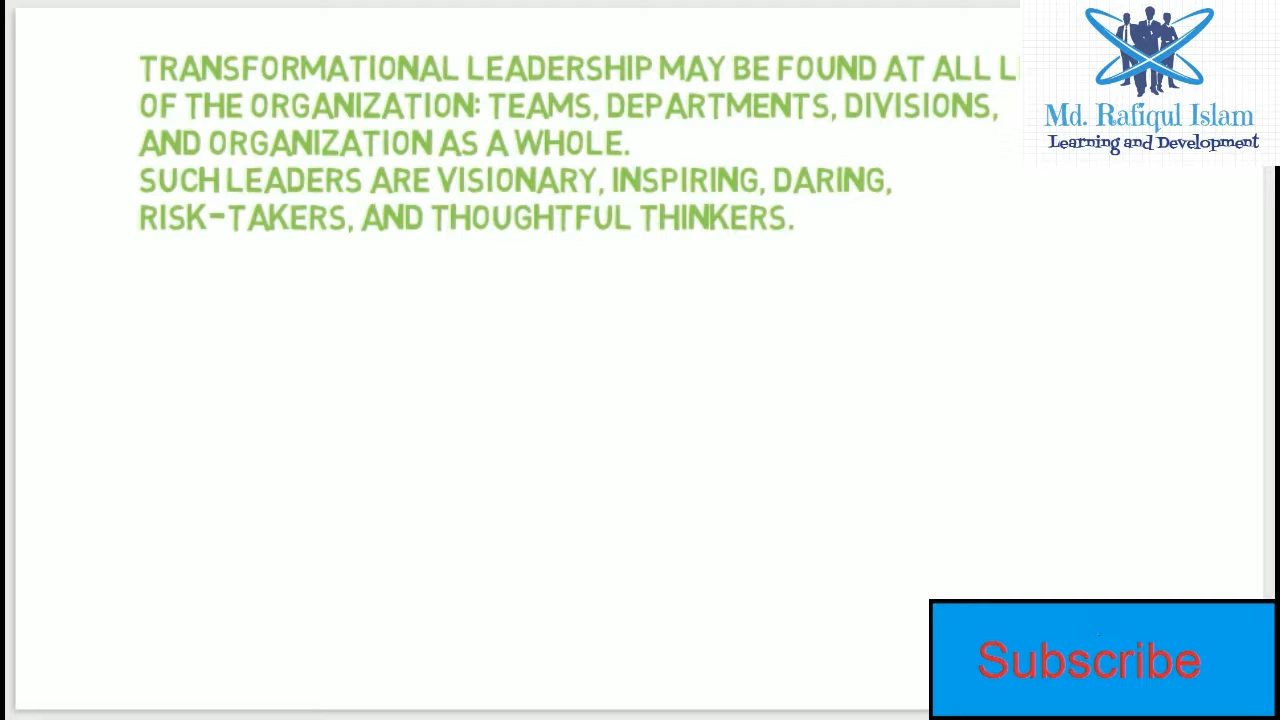 TRANSFORMATIONAL LEADERSHIP MAY BE FOUND AT ALL
OF THE ORGANIZATION: TEAMS, DEPARTMENTS, DIVISIONS,
AND ORGANIZATION AS A WHOLE.
SUCH LEADERS ARE VISIONARY, INSPIRING, DARING,
RISK-TAKERS, AND THOUGHTFUL THINKERS.
Md. Rafiqul Islam
Learning and Development
Subscribe